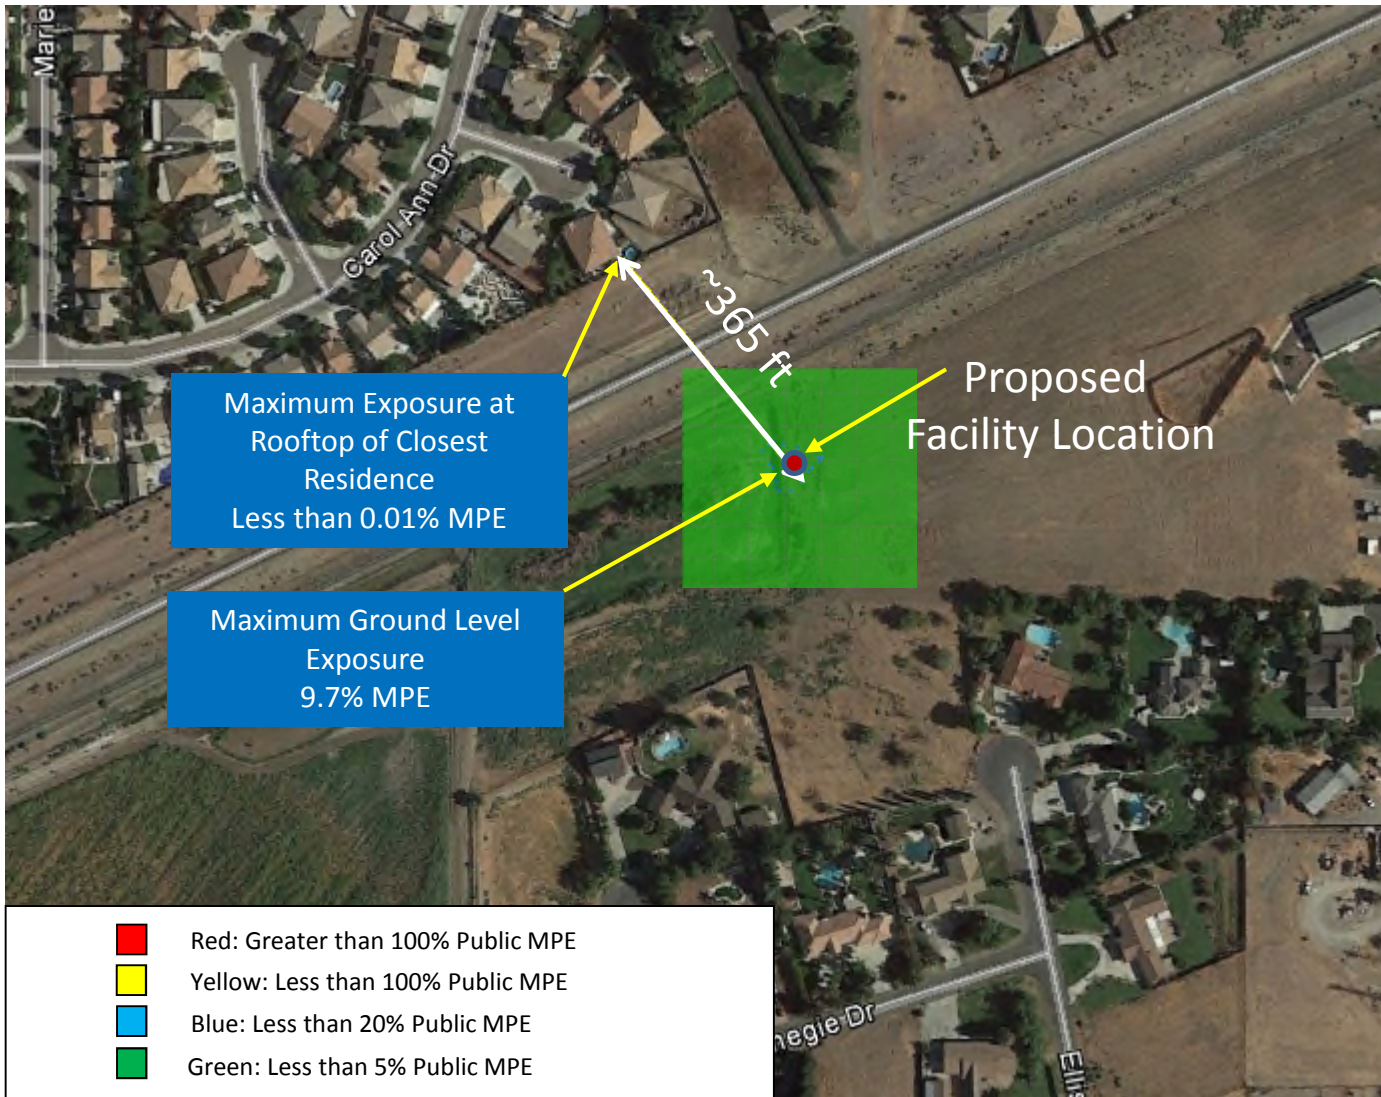 Marie
Carol Ann Dr
~365 ft
Proposed
Facility Location
Maximum Exposure at
Rooftop of Closest
Residence
Less than 0.01% MPE
Maximum Ground Level
Exposure
9.7% MPE
Red: Greater than 100% Public MPE
Yellow: Less than 100% Public MPE
Blue: Less than 20% Public MPE
Green: Less than 5% Public MPE
negie Dr
Ellis